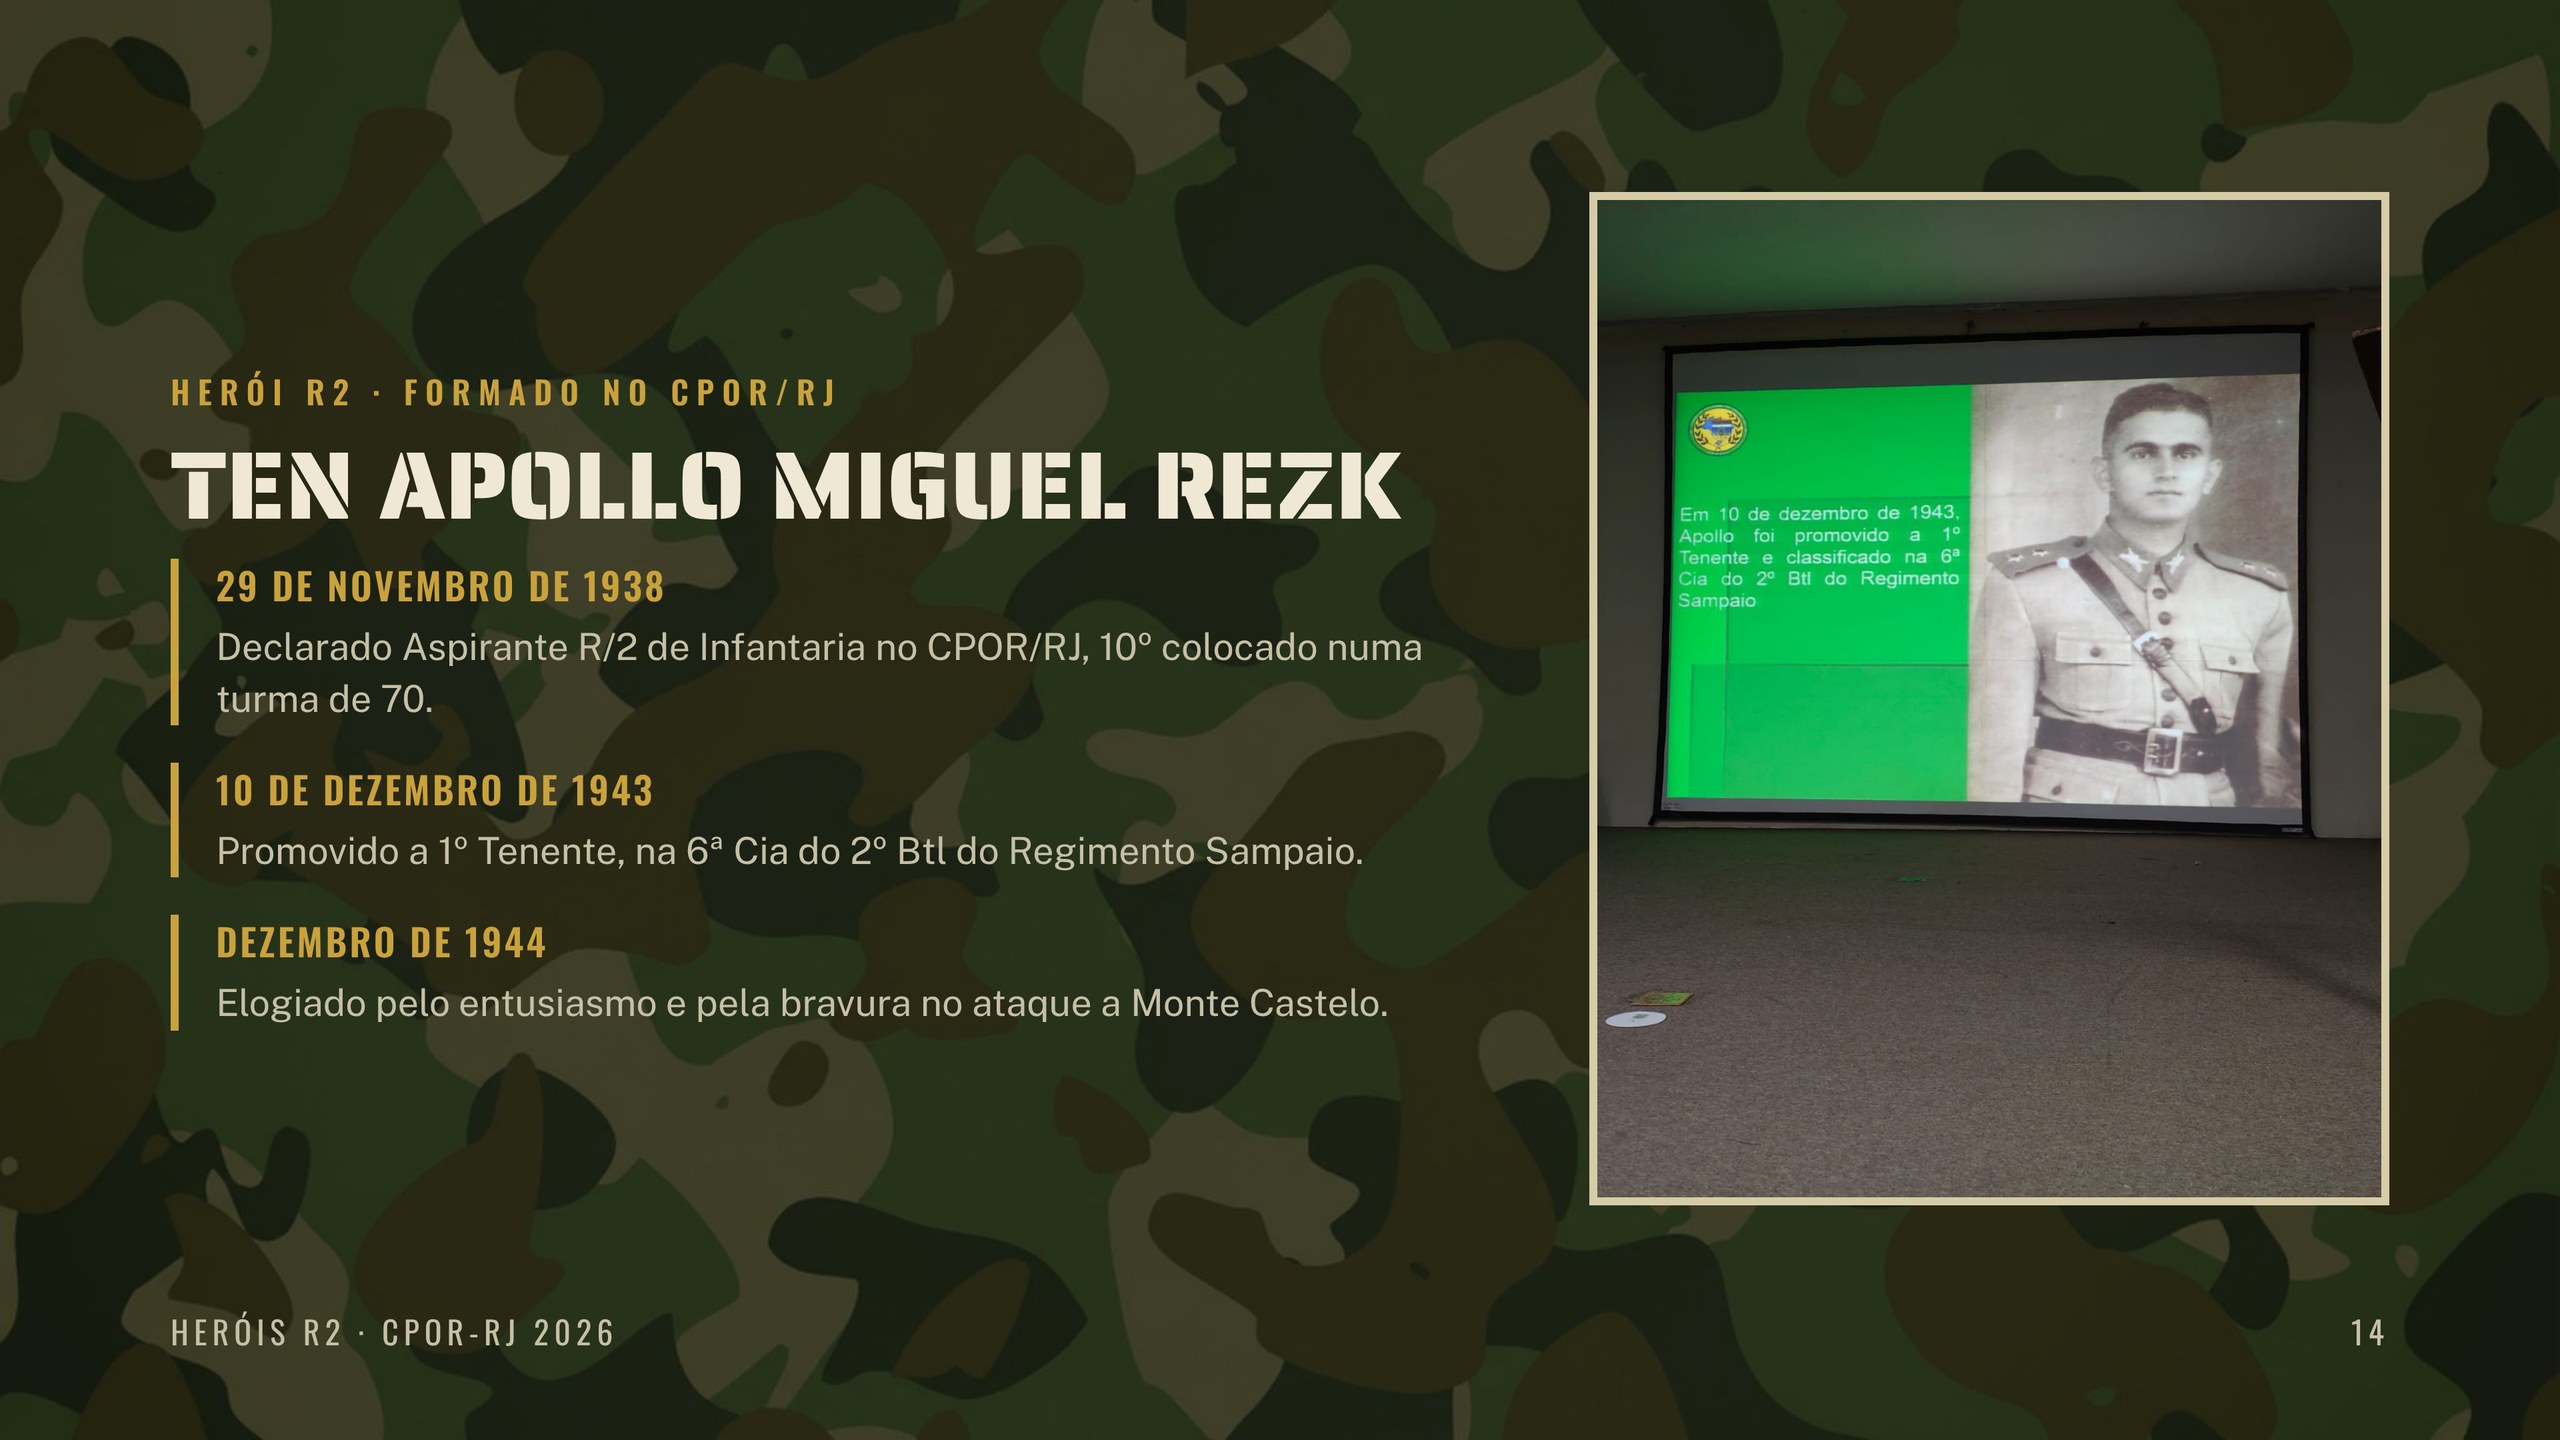 HERÓI R2 · FORMADO NO CPOR/RJ
TEN APOLLO MIGUEL REZK
29 DE NOVEMBRO DE 1938
Declarado Aspirante R/2 de Infantaria no CPOR/RJ, 10º colocado numa
turma de 70.
10 DE DEZEMBRO DE 1943
Promovido a 1º Tenente, na 6ª Cia do 2º Btl do Regimento Sampaio.
DEZEMBRO DE 1944
Elogiado pelo entusiasmo e pela bravura no ataque a Monte Castelo.
Em 10 de dezembro de 1943,
Apollo foi promovido a 1º
Tenente e classificado na 6ª
Cia do 2º Btl do Regimento
Sampaio
HERÓIS R2 · CPOR-RJ 2026
14